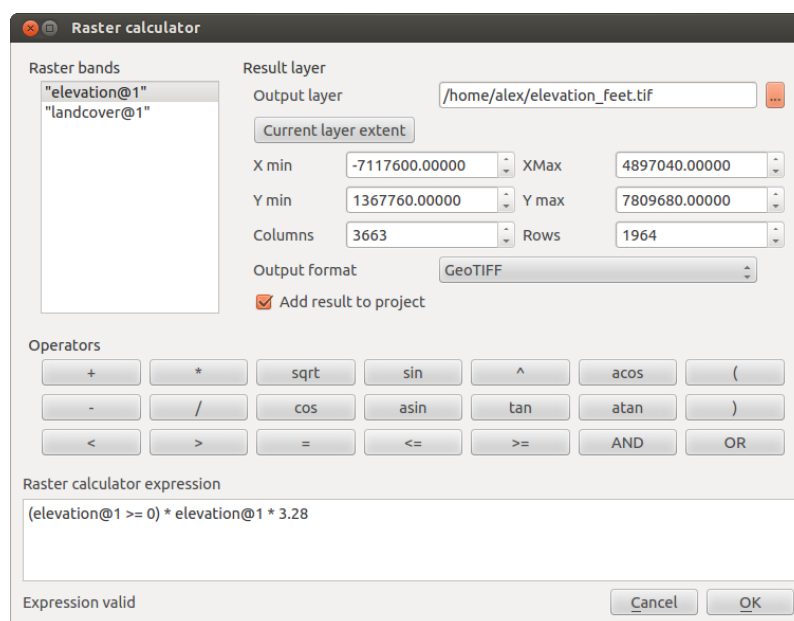 Raster calculator
Raster bands
"elevation@1"
"landcover@1"
Result layer
Output layer /home/alex/elevation_feet.tif ...
Current layer extent
X min -7117600.00000 XMax 4897040.00000
Y min 1367760.00000 Y max 7809680.00000
Columns 3663 Rows 1964
Output format GeoTIFF
Add result to project
Operators
+ * sqrt sin ^ acos (
- / cos asin tan atan )
< > = <= >= AND OR
Raster calculator expression
(elevation@1 >= 0) * elevation@1 * 3.28
Expression valid Cancel OK